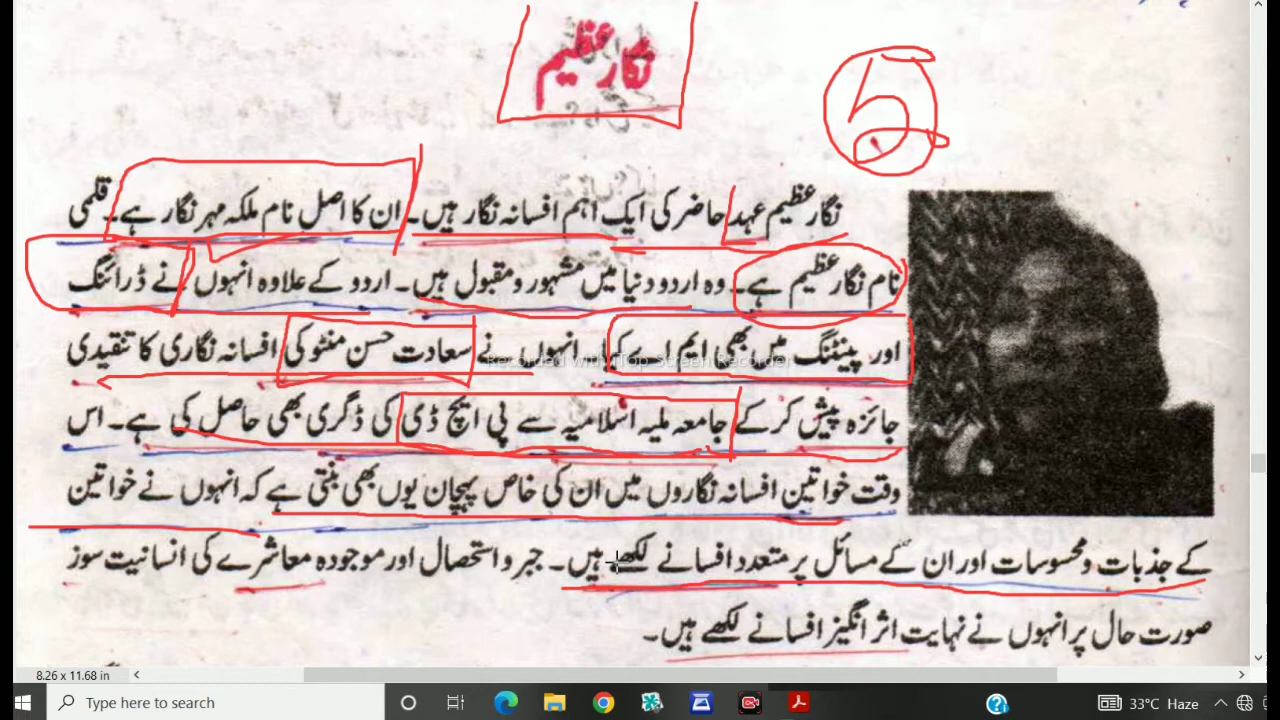 نگار عظیم
5
نگار عظیم عہد حاضر کی ایک اہم افسانہ نگار ہیں۔ ان کا اصل نام ملکہ مہر نگار ہے۔ قلمی
نام نگار عظیم ہے۔ وہ اردو دنیا میں مشہور و مقبول ہیں۔ اردو کے علاوہ انہوں نے ڈرائنگ
اور پینٹنگ میں بھی ایم اے کیا۔ انہوں نے سعادت حسن منٹو کی افسانہ نگاری کا تنقیدی
Recorded with iTop Screen Recorder
جائزہ پیش کر کے جامعہ ملیہ اسلامیہ سے پی ایچ ڈی کی ڈگری بھی حاصل کی ہے۔ اس
وقت خواتین افسانہ نگاروں میں ان کی خاص پہچان یوں بھی بنتی ہے کہ انہوں نے خواتین
کے جذبات و محسوسات اور ان کے مسائل پر متعدد افسانے لکھے ہیں۔ جبر و استحصال اور موجودہ معاشرے کی انسانیت سوز
صورت حال پر انہوں نے نہایت اثر انگیز افسانے لکھے ہیں۔
8.26 x 11.68 in
Type here to search
33°C Haze